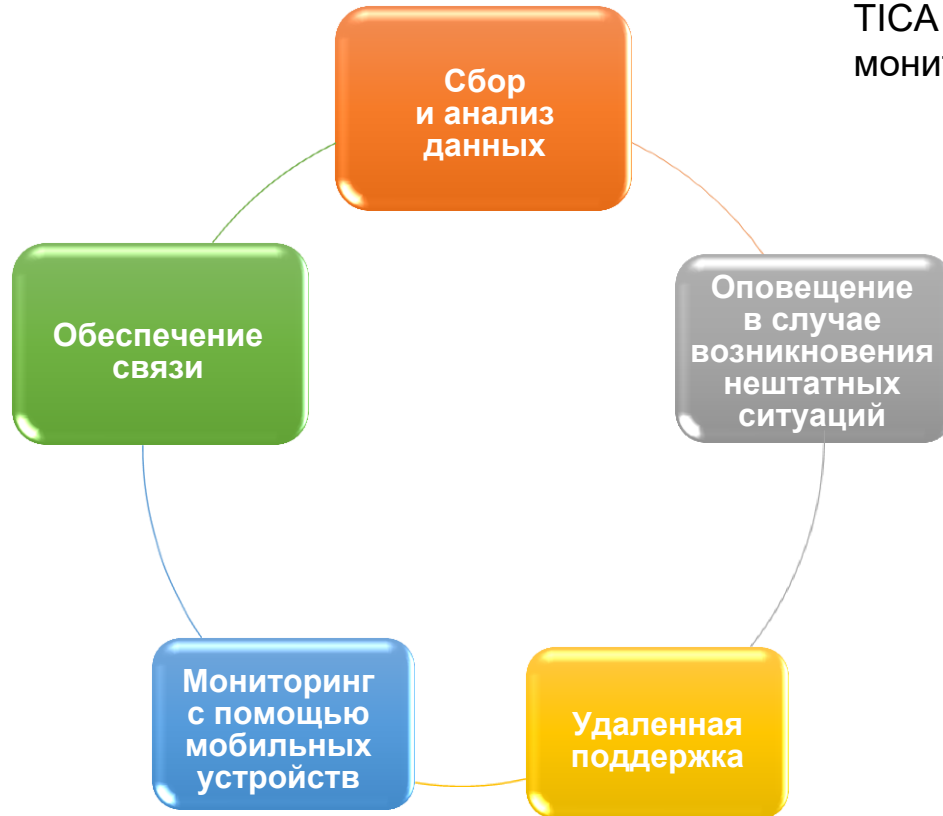 TICA
Сбор
и анализ
данных
Оповещение
в случае
возникновения
нештатных
ситуаций
Удаленная
поддержка
Мониторинг
с помощью
мобильных
устройств
Обеспечение
связи